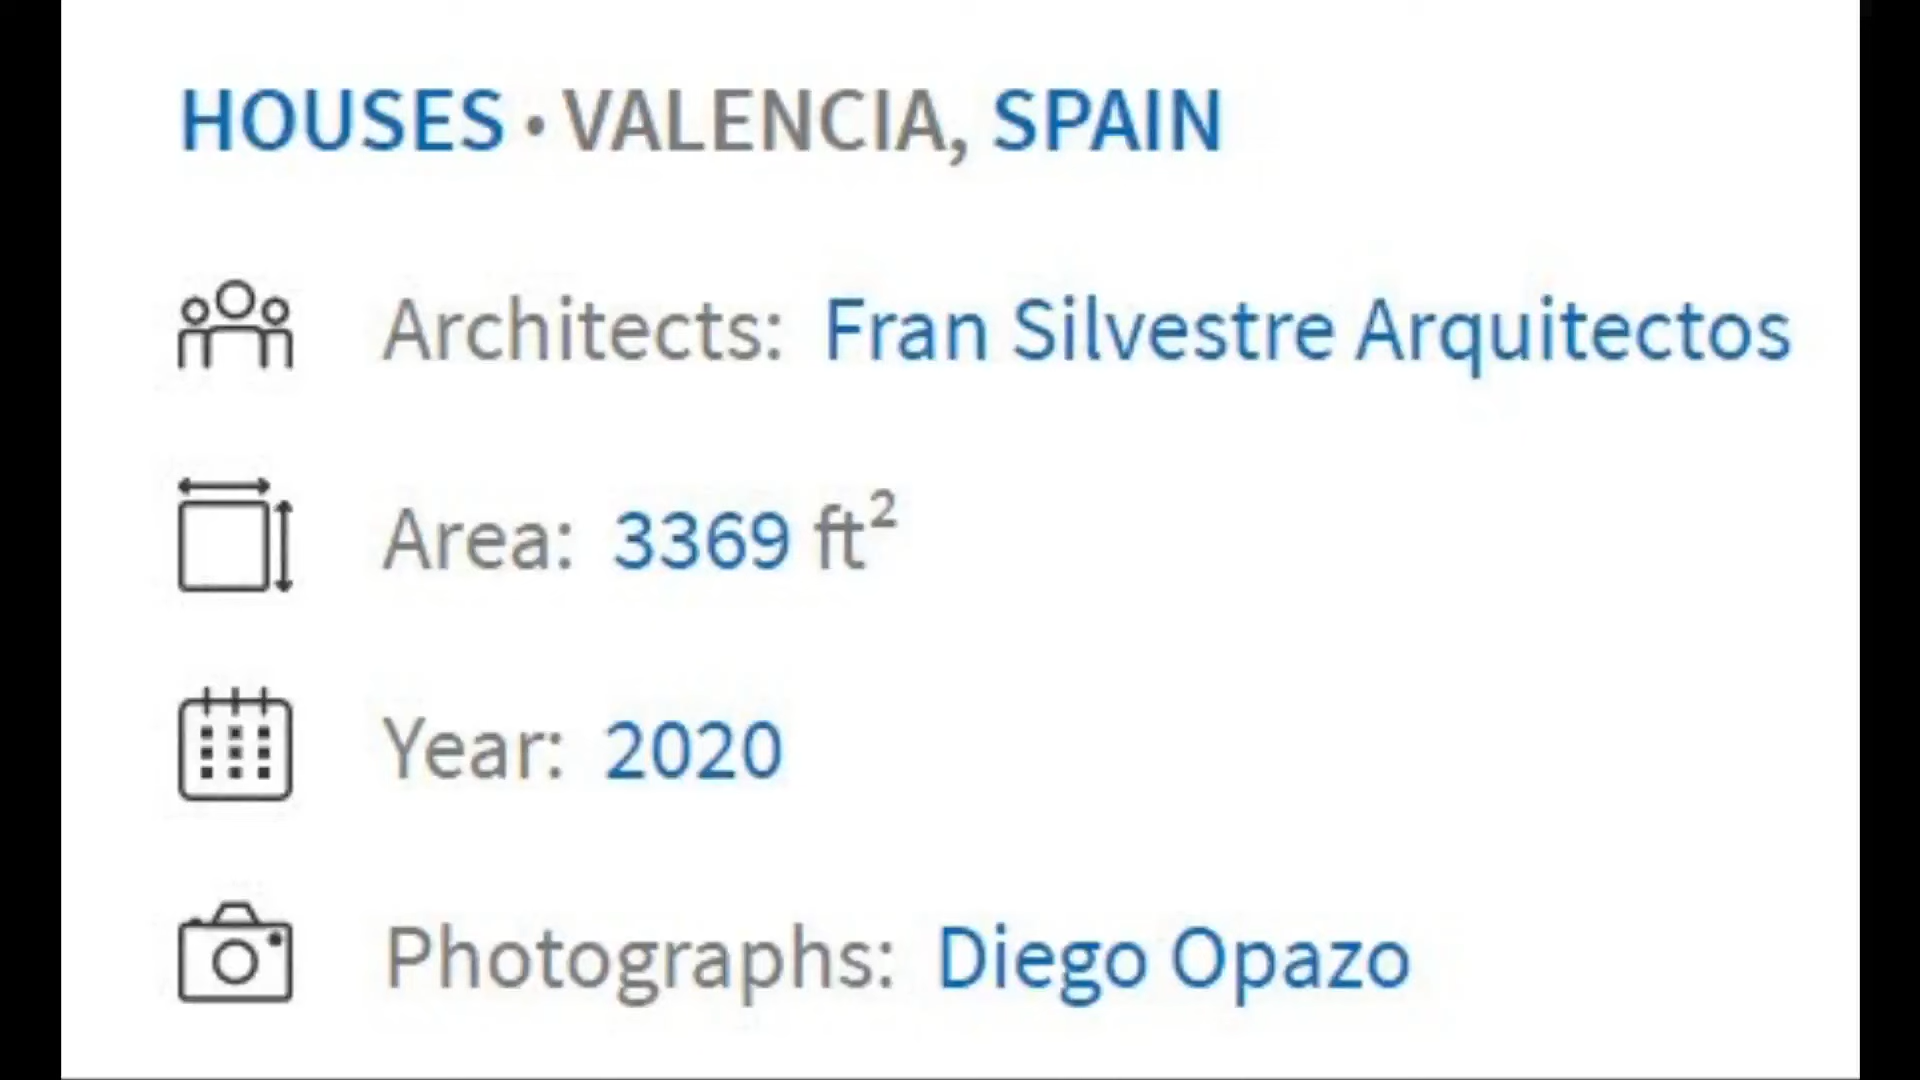 HOUSES · VALENCIA, SPAIN
Architects: Fran Silvestre Arquitectos
Area: 3369 ft²
Year: 2020
Photographs: Diego Opazo